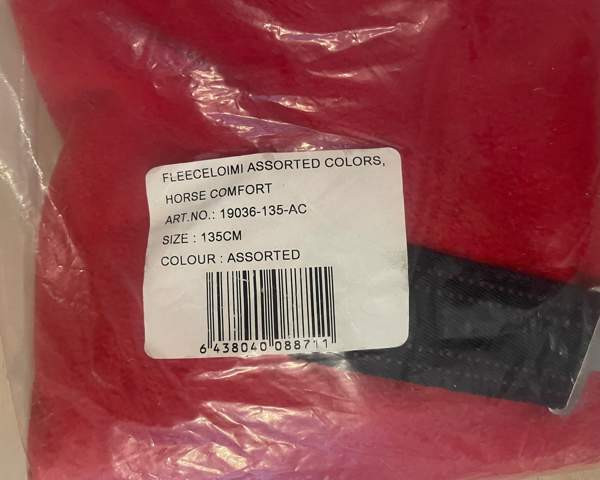 FLEECELOIMI ASSORTED COLORS,
HORSE COMFORT
ART.NO.: 19036-135-AC
SIZE : 135CM
COLOUR : ASSORTED
6 438040 088711